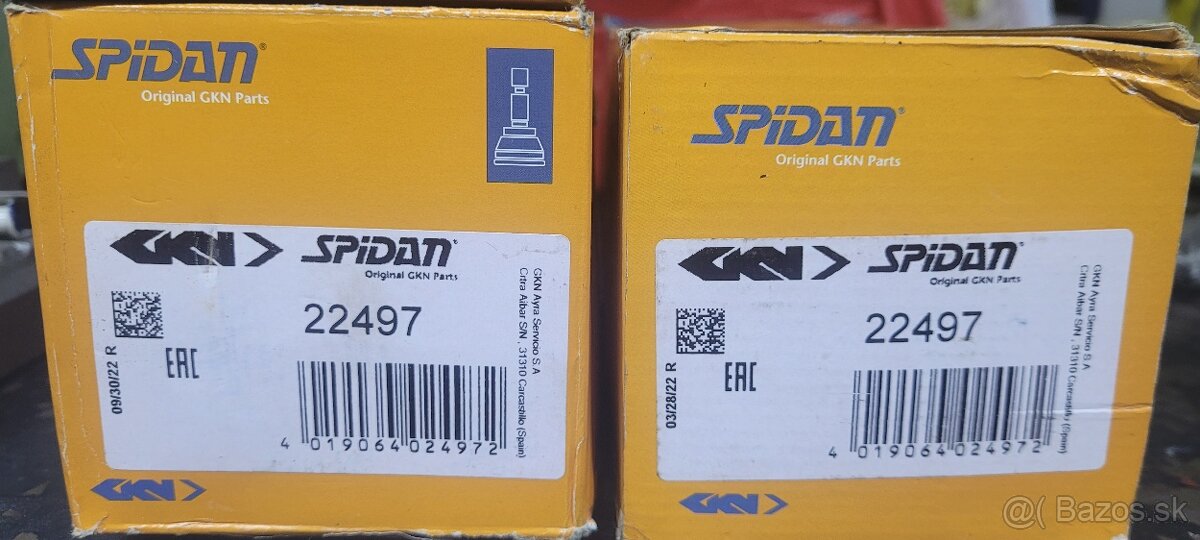 SPiDAN®
Original GKN Parts
GKN SPiDAN®
Original GKN Parts
22497
GKN Ayra Servicio S.A
Crtra Aibar S/N , 31310 Carcastillo (Spain)
09/30/22 R
EAC
4 019064 024972
GKN
SPiDAN®
Original GKN Parts
GKN SPiDAN®
Original GKN Parts
22497
GKN Ayra Servicio S.A
Crtra Aibar S/N , 31310 Carcastillo (Spain)
03/28/22 R
EAC
4 019064 024972
GKN
@( Bazos.sk